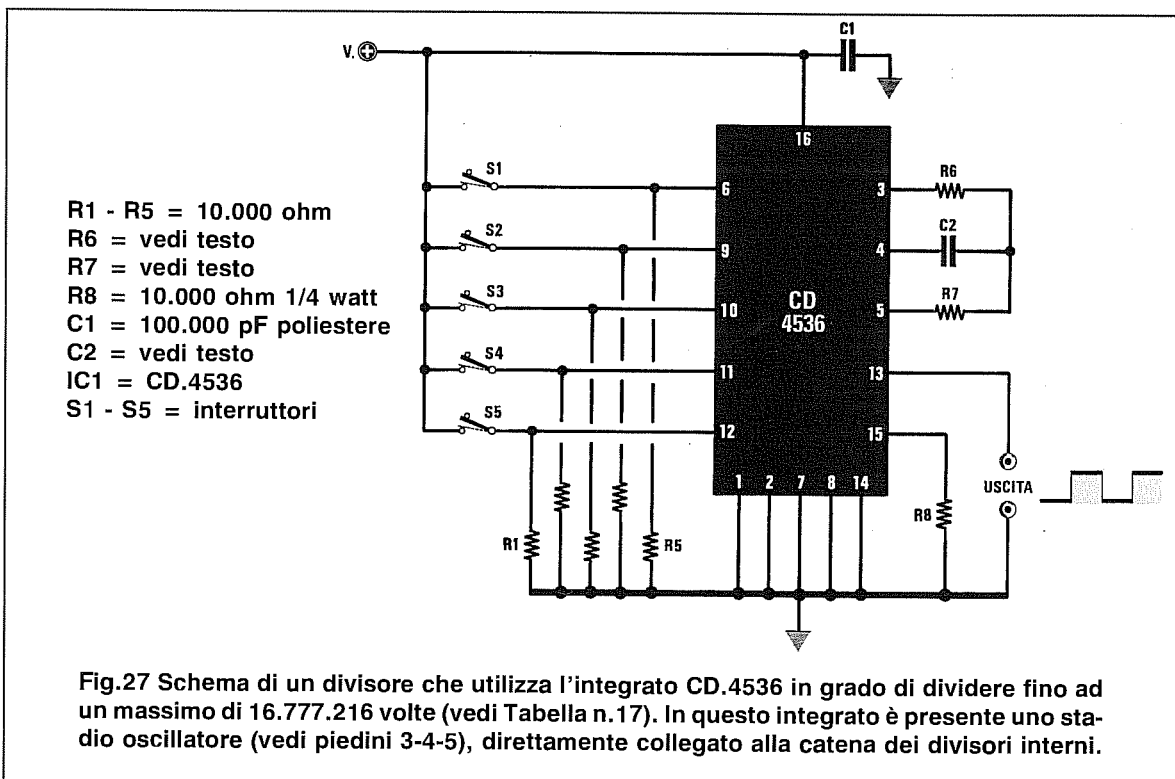 C1
V.
16
S1
6
3
R6
R1 - R5 = 10.000 ohm
R6 = vedi testo
R7 = vedi testo
R8 = 10.000 ohm 1/4 watt
C1 = 100.000 pF poliestere
C2 = vedi testo
IC1 = CD.4536
S1 - S5 = interruttori
S2
9
4
C2
S3
10
CD
4536
5
R7
S4
11
13
S5
12
15
1 2 7 8 14
USCITA
R1
R5
R8
Fig.27 Schema di un divisore che utilizza l'integrato CD.4536 in grado di dividere fino ad
un massimo di 16.777.216 volte (vedi Tabella n.17). In questo integrato è presente uno sta-
dio oscillatore (vedi piedini 3-4-5), direttamente collegato alla catena dei divisori interni.